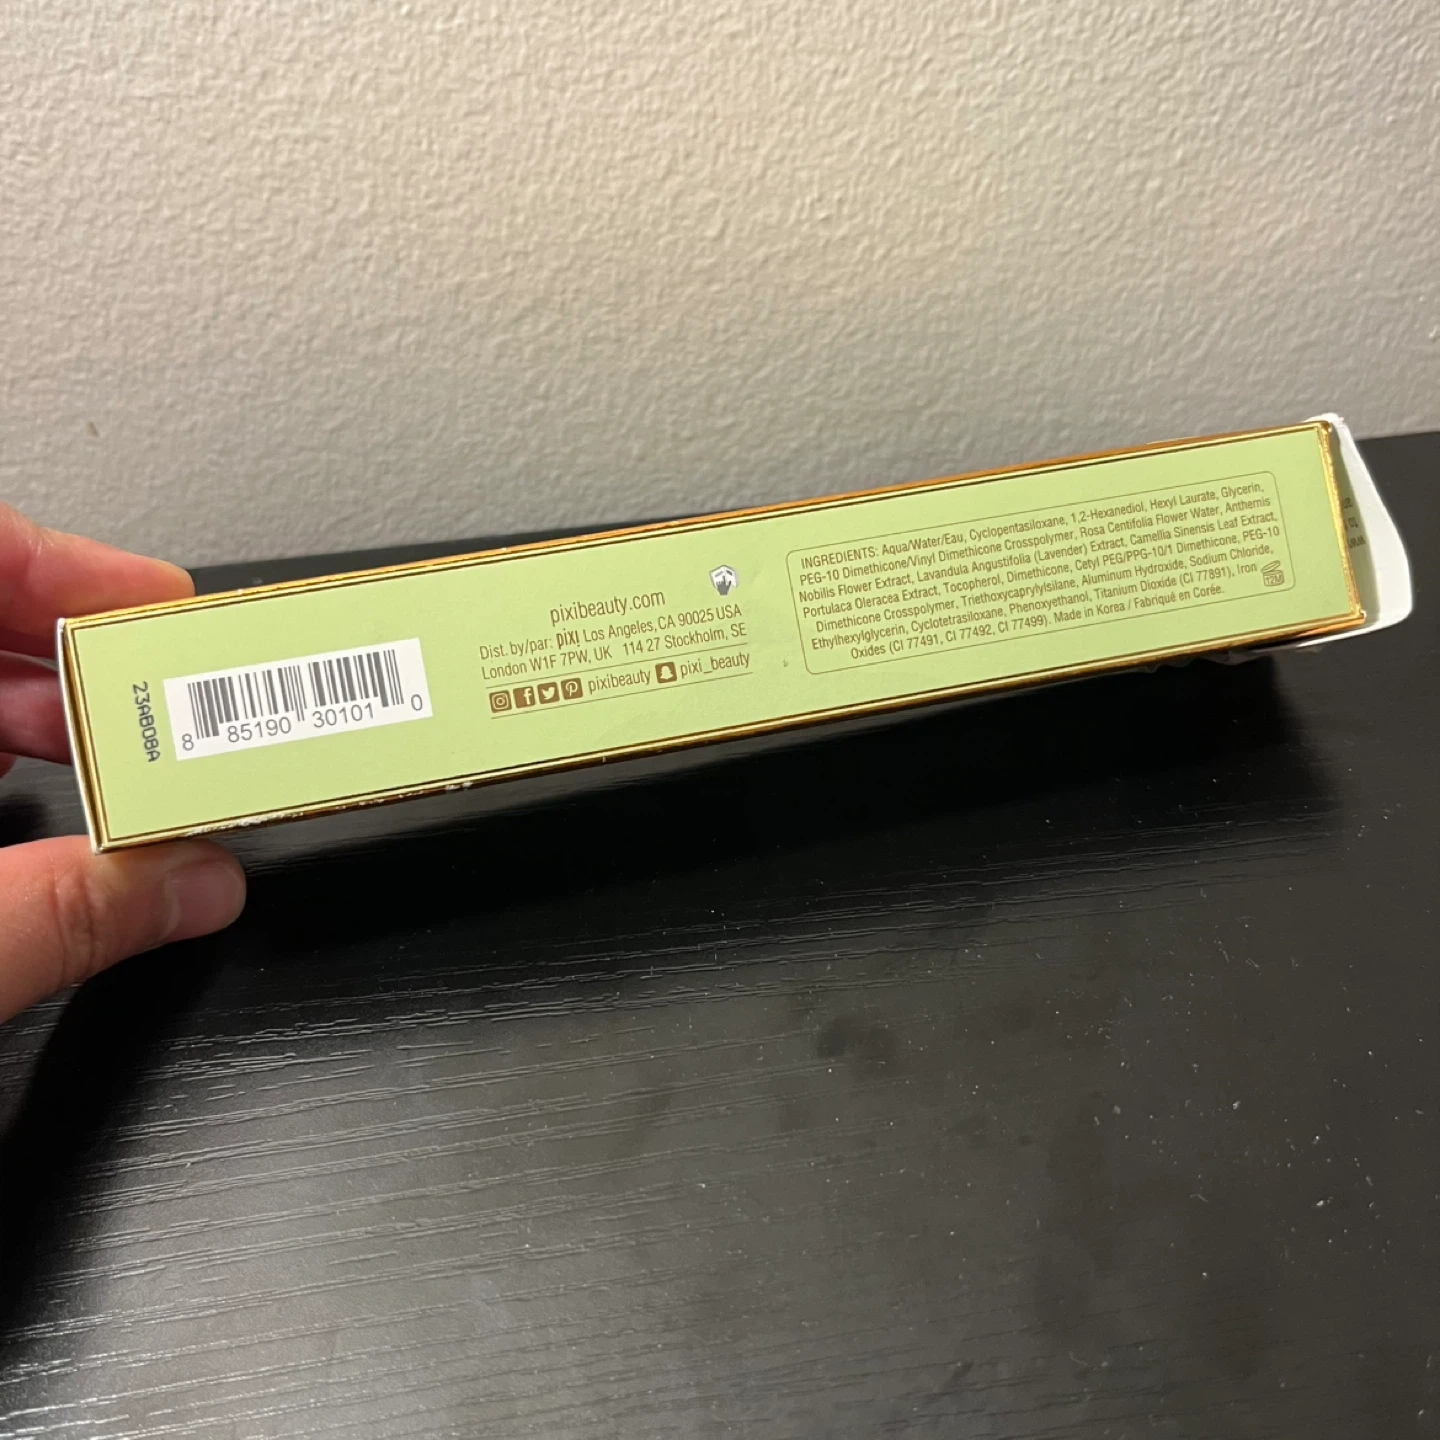 23AB08A
8 85190 30101 0
pixibeauty.com
Dist. by/par: pixi Los Angeles, CA 90025 USA
London W1F 7PW, UK 114 27 Stockholm, SE
pixibeauty pixi_beauty
INGREDIENTS: Aqua/Water/Eau, Cyclopentasiloxane, 1,2-Hexanediol, Hexyl Laurate, Glycerin,
PEG-10 Dimethicone/Vinyl Dimethicone Crosspolymer, Rosa Centifolia Flower Water, Anthemis
Nobilis Flower Extract, Lavandula Angustifolia (Lavender) Extract, Camellia Sinensis Leaf Extract,
Portulaca Oleracea Extract, Tocopherol, Dimethicone, Cetyl PEG/PPG-10/1 Dimethicone, PEG-10
Dimethicone Crosspolymer, Triethoxycaprylylsilane, Aluminum Hydroxide, Sodium Chloride,
Ethylhexylglycerin, Cyclotetrasiloxane, Phenoxyethanol, Titanium Dioxide (CI 77891), Iron
Oxides (CI 77491, CI 77492, CI 77499). Made in Korea / Fabriqué en Corée.
12M